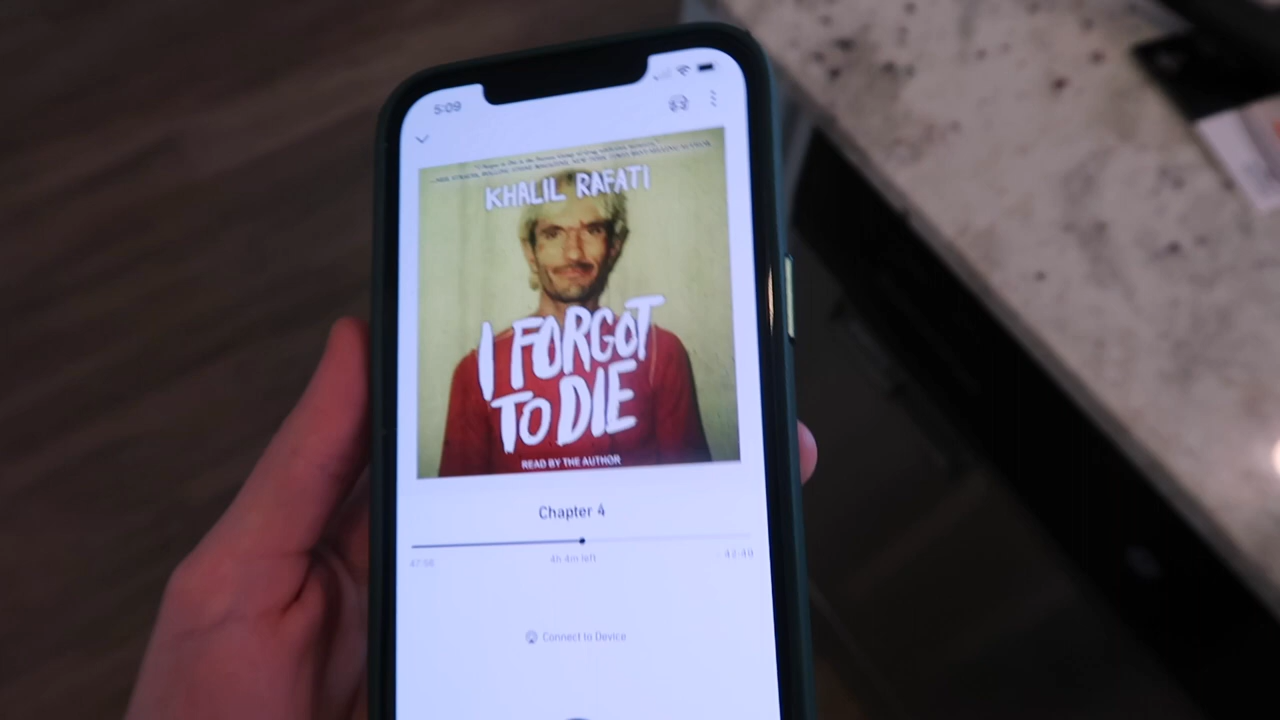 5:09
KHALIL RAFATI
I FORGOT
TO DIE
READ BY THE AUTHOR
Chapter 4
4h 4m left
Connect to Device